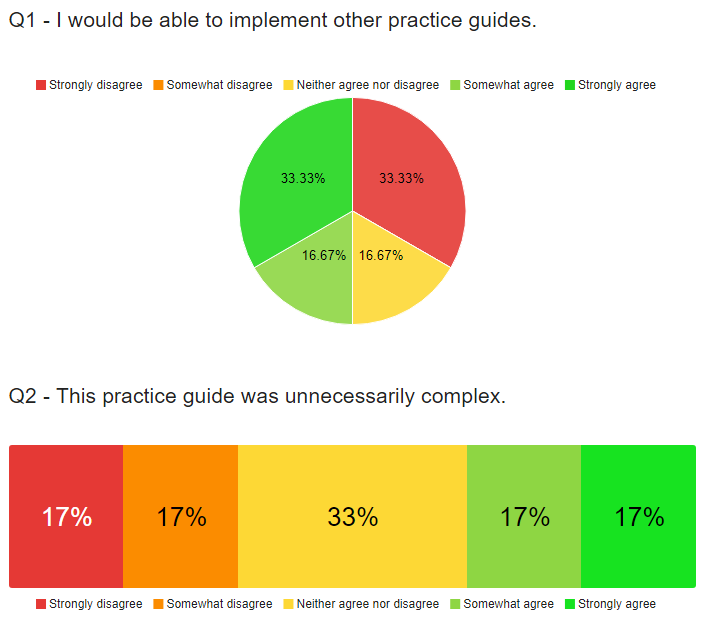 Q1 - I would be able to implement other practice guides.
Strongly disagree Somewhat disagree Neither agree nor disagree Somewhat agree Strongly agree
33.33% 33.33%
16.67% 16.67%
Q2 - This practice guide was unnecessarily complex.
17% 17% 33% 17% 17%
Strongly disagree Somewhat disagree Neither agree nor disagree Somewhat agree Strongly agree